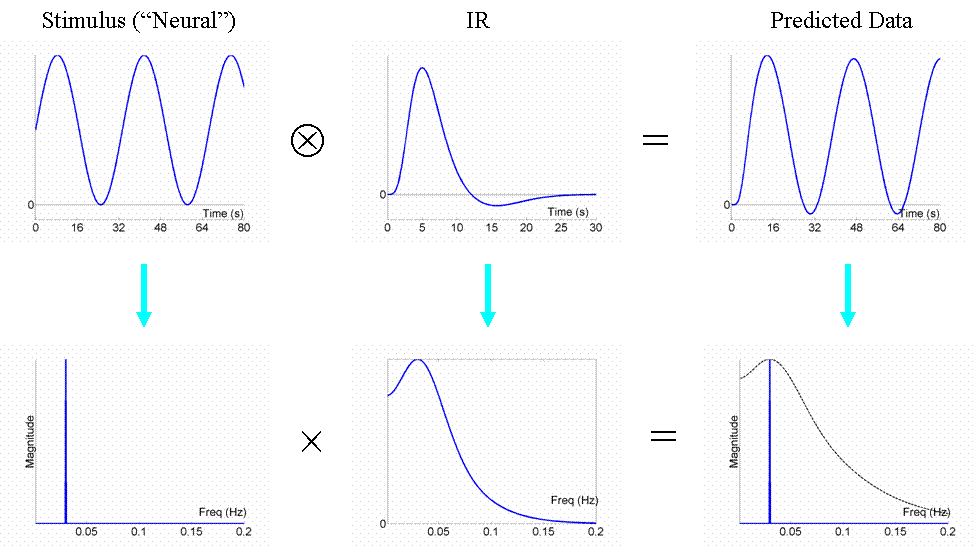 Stimulus (“Neural”)
IR
Predicted Data
⊗
=
0
Time (s)
0 16 32 48 64 80
0
Time (s)
0 5 10 15 20 25 30
0
Time (s)
0 16 32 48 64 80
Magnitude
Freq (Hz)
0.05 0.1 0.15 0.2
×
0
Freq (Hz)
0.05 0.1 0.15 0.2
=
Magnitude
Freq (Hz)
0.05 0.1 0.15 0.2